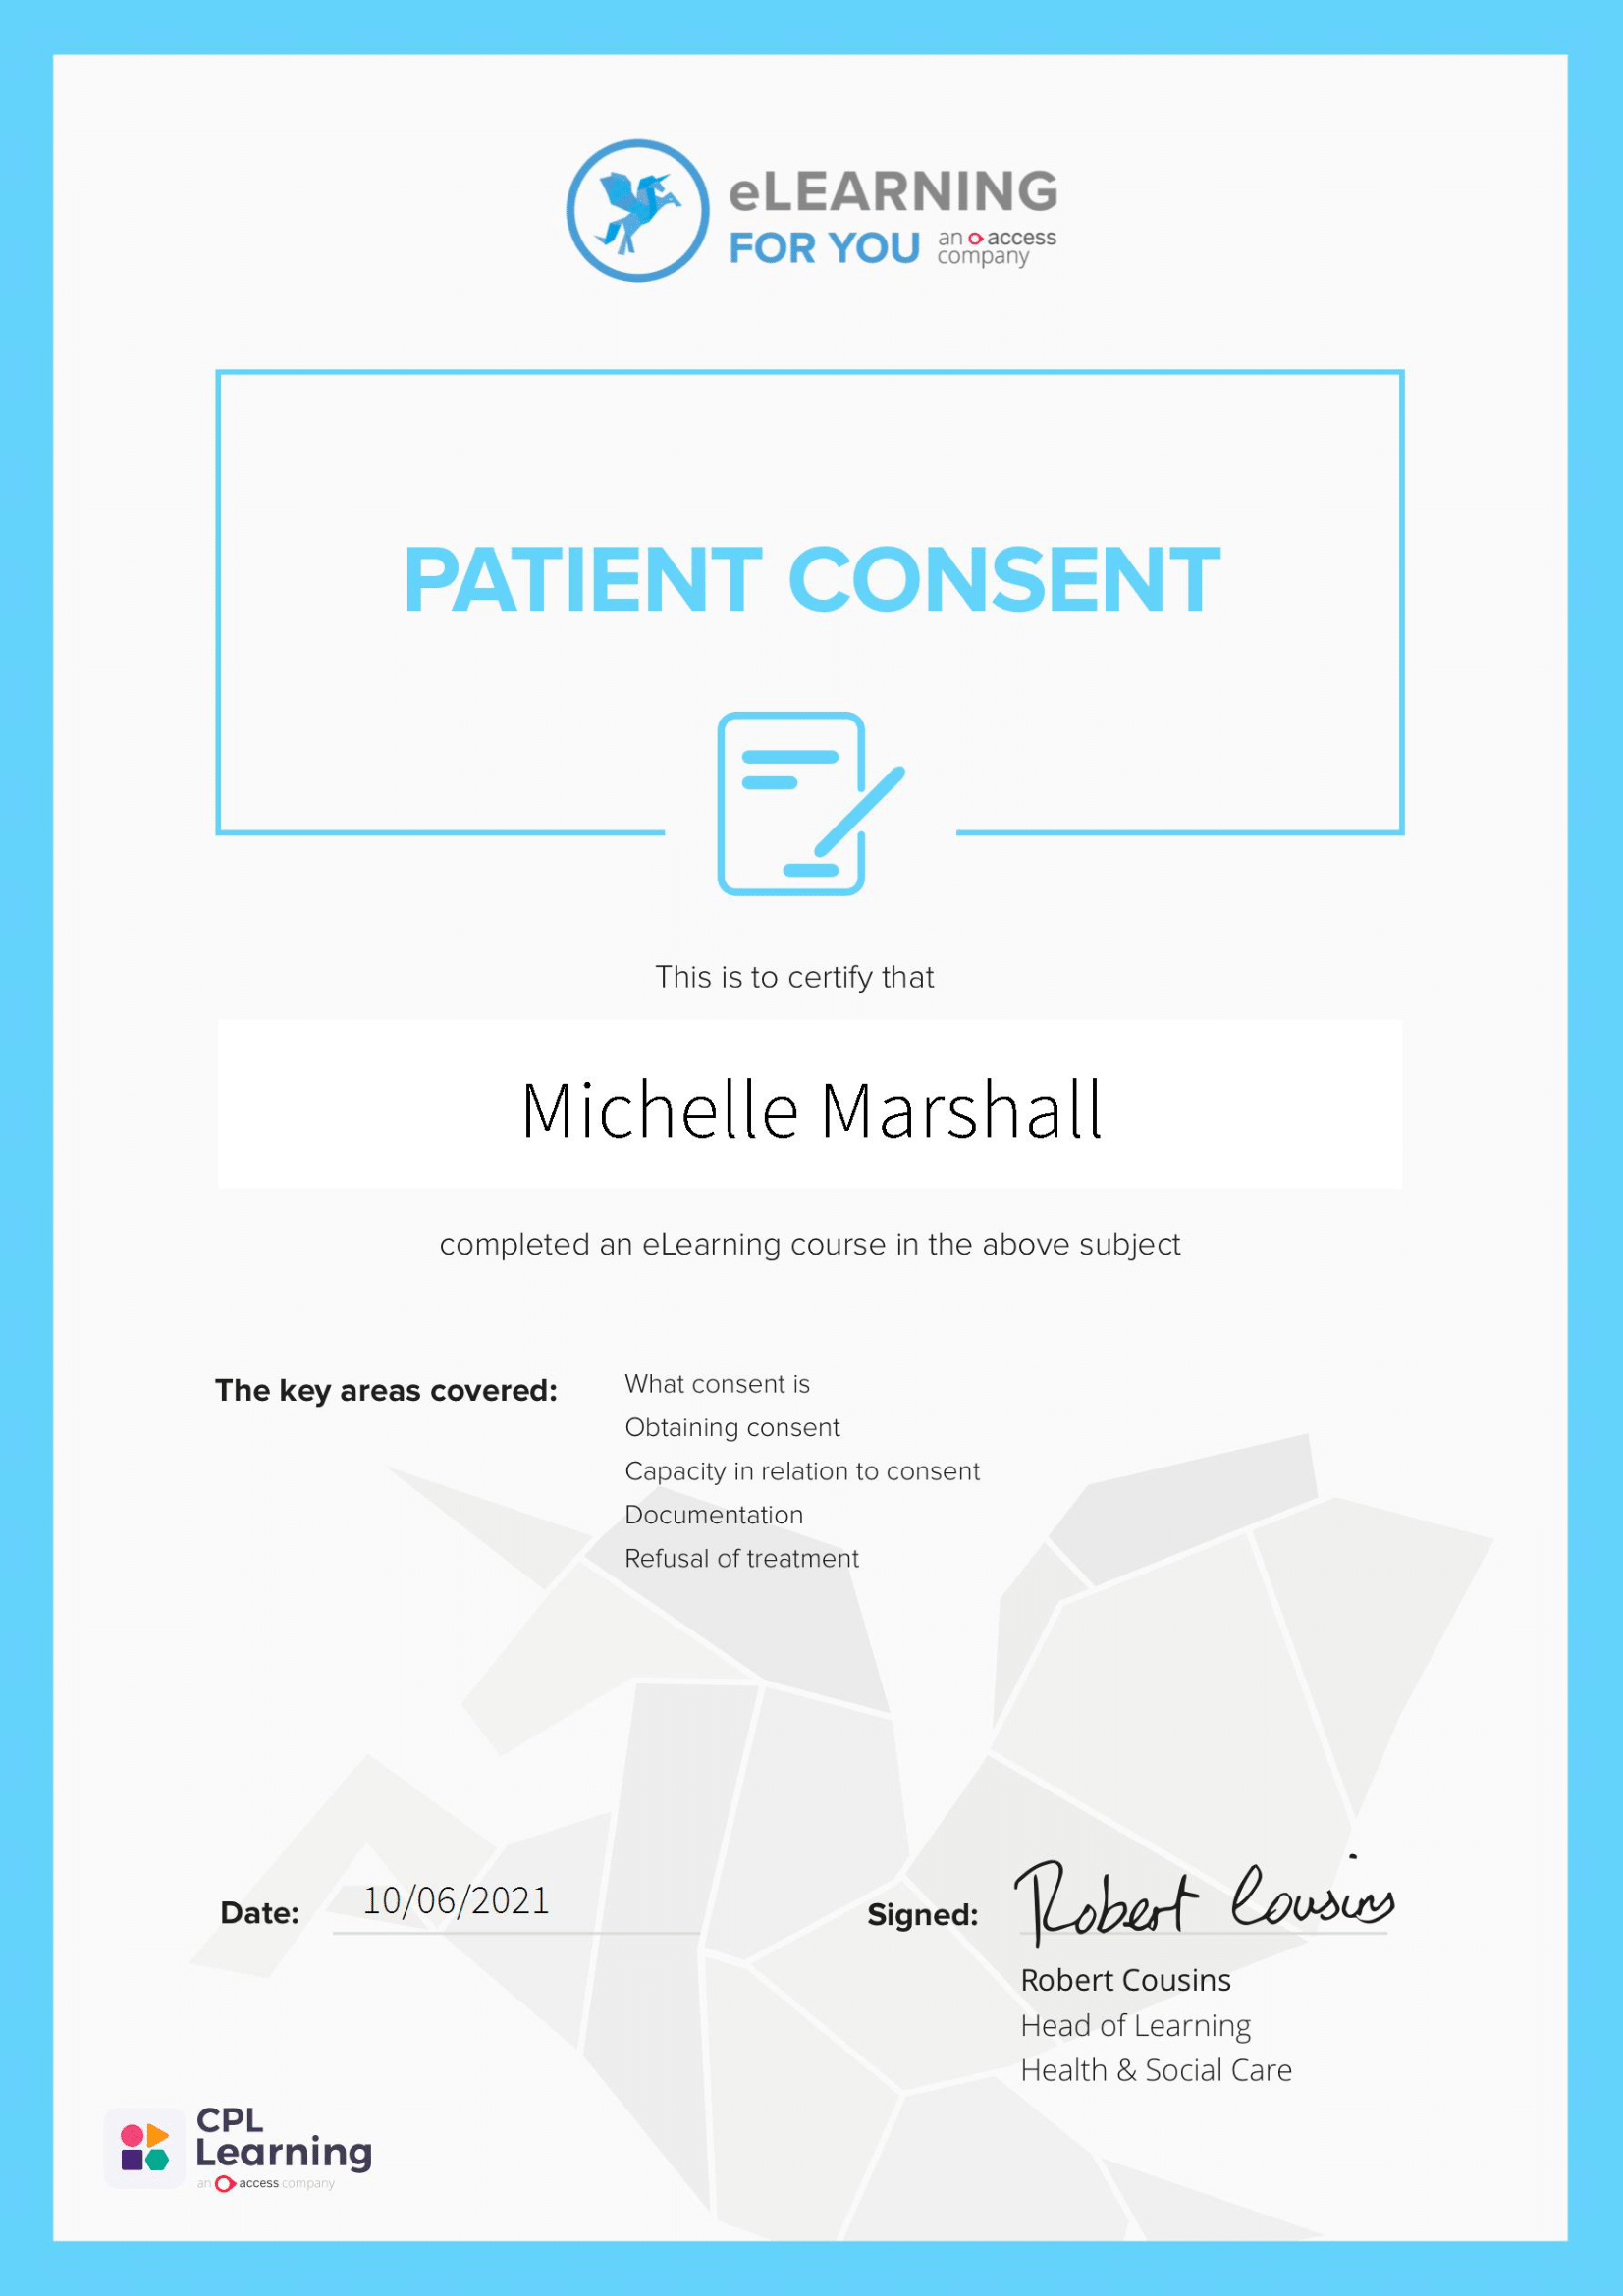 eLEARNING
FOR YOU an access company
PATIENT CONSENT
This is to certify that
Michelle Marshall
completed an eLearning course in the above subject
The key areas covered:
What consent is
Obtaining consent
Capacity in relation to consent
Documentation
Refusal of treatment
Date: 10/06/2021
Signed: Robert Cousins
Robert Cousins
Head of Learning
Health & Social Care
CPL
Learning
an access company